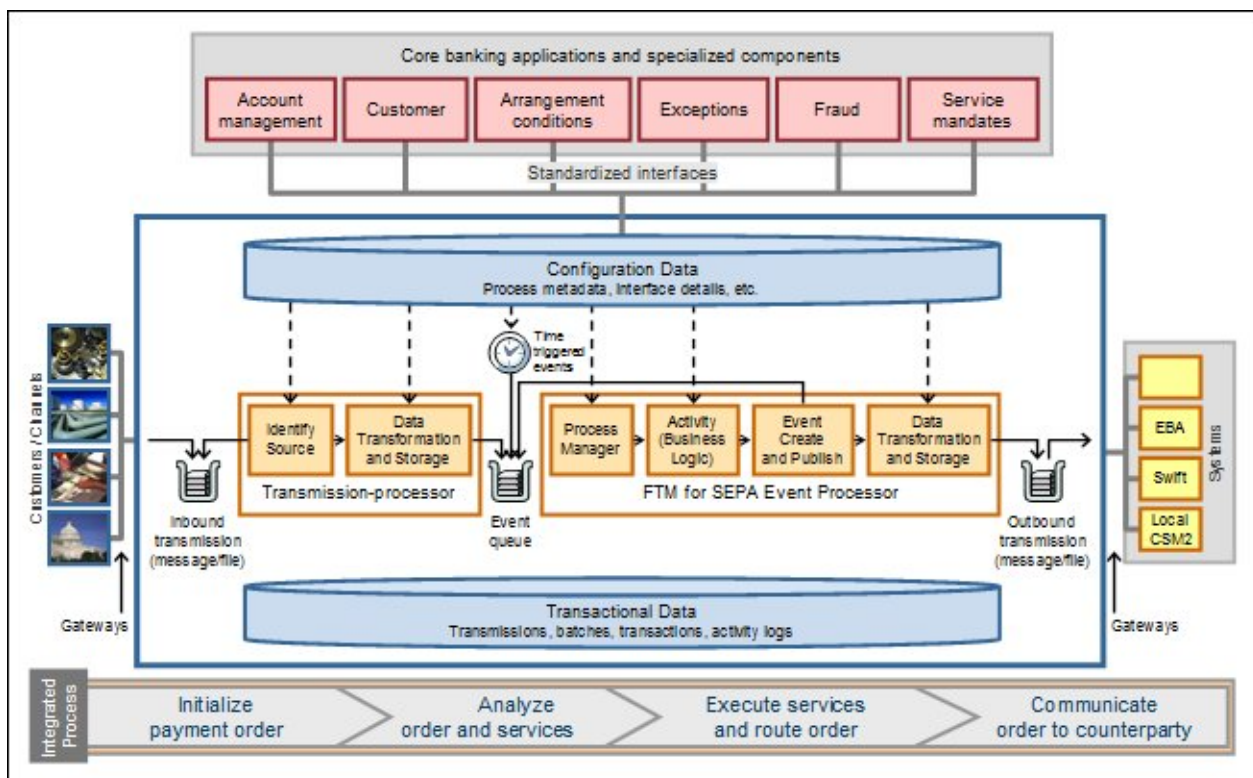 Core banking applications and specialized components
Account
management
Customer
Arrangement
conditions
Exceptions
Fraud
Service
mandates
Standardized interfaces
Configuration Data
Process metadata, Interface details, etc.
Time
triggered
events
Customers / Channels
Identify
Source
Data
Transformation
and Storage
Transmission-processor
Process
Manager
Activity
(Business
Logic)
Event
Create
and Publish
Data
Transformation
and Storage
FTM for SEPA Event Processor
EBA
Swift
Local
CSM2
Systems
Inbound
transmission
(message/file)
Event
queue
Outbound
transmission
(message/file)
Gateways
Gateways
Transactional Data
Transmissions, batches, transactions, activity logs
Integrated
Process
Initialize
payment order
Analyze
order and services
Execute services
and route order
Communicate
order to counterparty